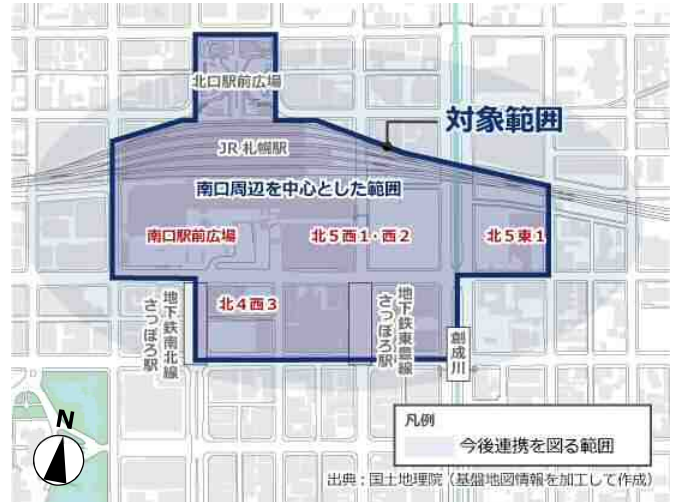 北口駅前広場
対象範囲
JR札幌駅
南口周辺を中心とした範囲
南口駅前広場
北5西1・西2
北5東1
北4西3
地下鉄南北線
さっぽろ駅
地下鉄東豊線
さっぽろ駅
創成川
N
凡例
今後連携を図る範囲
出典：国土地理院（基盤地図情報を加工して作成）